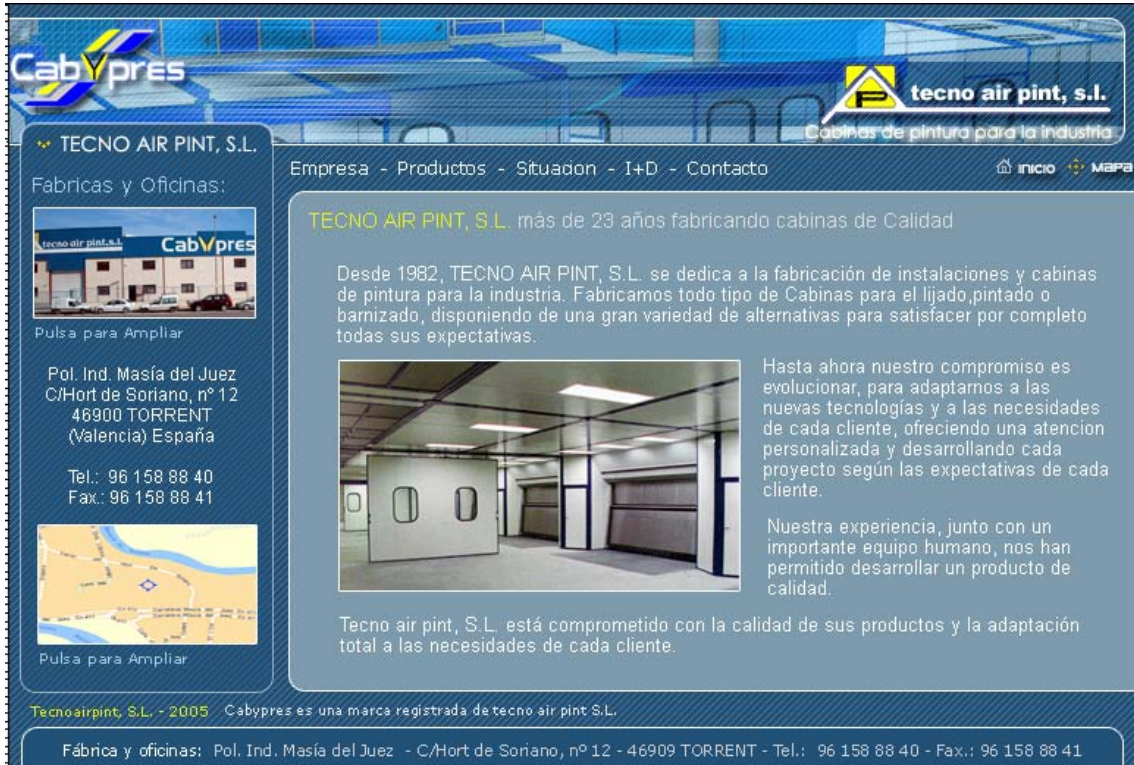 CabYpres
tecno air pint, s.l.
Cabinas de pintura para la industria
TECNO AIR PINT, S.L.
Fabricas y Oficinas:
tecno air pint, s.l.
CabYpres
Pulsa para Ampliar
Pol. Ind. Masía del Juez
C/Hort de Soriano, nº 12
46900 TORRENT
(Valencia) España
Tel.: 96 158 88 40
Fax.: 96 158 88 41
Pulsa para Ampliar
Empresa - Productos - Situacion - I+D - Contacto
INICIO MAPA
TECNO AIR PINT, S.L. más de 23 años fabricando cabinas de Calidad
Desde 1982, TECNO AIR PINT, S.L. se dedica a la fabricación de instalaciones y cabinas
de pintura para la industria. Fabricamos todo tipo de Cabinas para el lijado,pintado o
barnizado, disponiendo de una gran variedad de alternativas para satisfacer por completo
todas sus expectativas.
Hasta ahora nuestro compromiso es
evolucionar, para adaptarnos a las
nuevas tecnologías y a las necesidades
de cada cliente, ofreciendo una atencion
personalizada y desarrollando cada
proyecto según las expectativas de cada
cliente.
Nuestra experiencia, junto con un
importante equipo humano, nos han
permitido desarrollar un producto de
calidad.
Tecno air pint, S.L. está comprometido con la calidad de sus productos y la adaptación
total a las necesidades de cada cliente.
Tecnoairpint, S.L. - 2005 Cabypres es una marca registrada de tecno air pint S.L.
Fábrica y oficinas: Pol. Ind. Masía del Juez - C/Hort de Soriano, nº 12 - 46909 TORRENT - Tel.: 96 158 88 40 - Fax.: 96 158 88 41